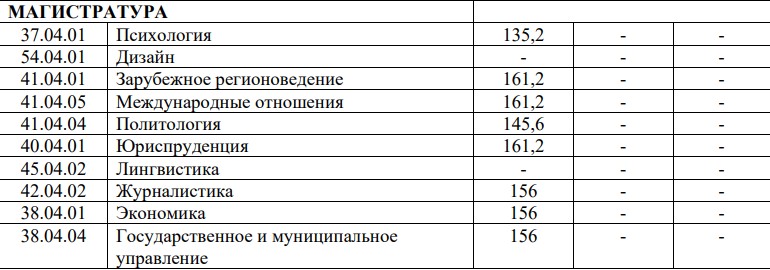 МАГИСТРАТУРА
37.04.01 Психология 135,2 - -
54.04.01 Дизайн - - -
41.04.01 Зарубежное регионоведение 161,2 - -
41.04.05 Международные отношения 161,2 - -
41.04.04 Политология 145,6 - -
40.04.01 Юриспруденция 161,2 - -
45.04.02 Лингвистика - - -
42.04.02 Журналистика 156 - -
38.04.01 Экономика 156 - -
38.04.04 Государственное и муниципальное 156 - -
управление